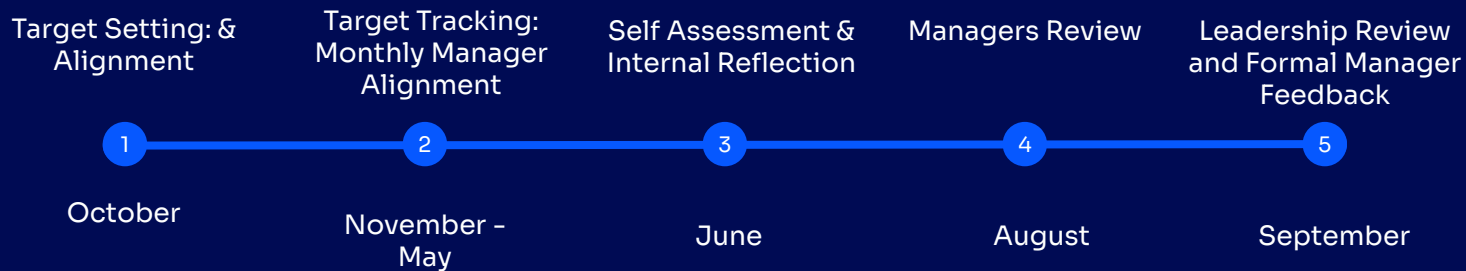 Target Setting: &
Alignment
Target Tracking:
Monthly Manager
Alignment
Self Assessment &
Internal Reflection
Managers Review
Leadership Review
and Formal Manager
Feedback
1
2
3
4
5
October
November -
May
June
August
September